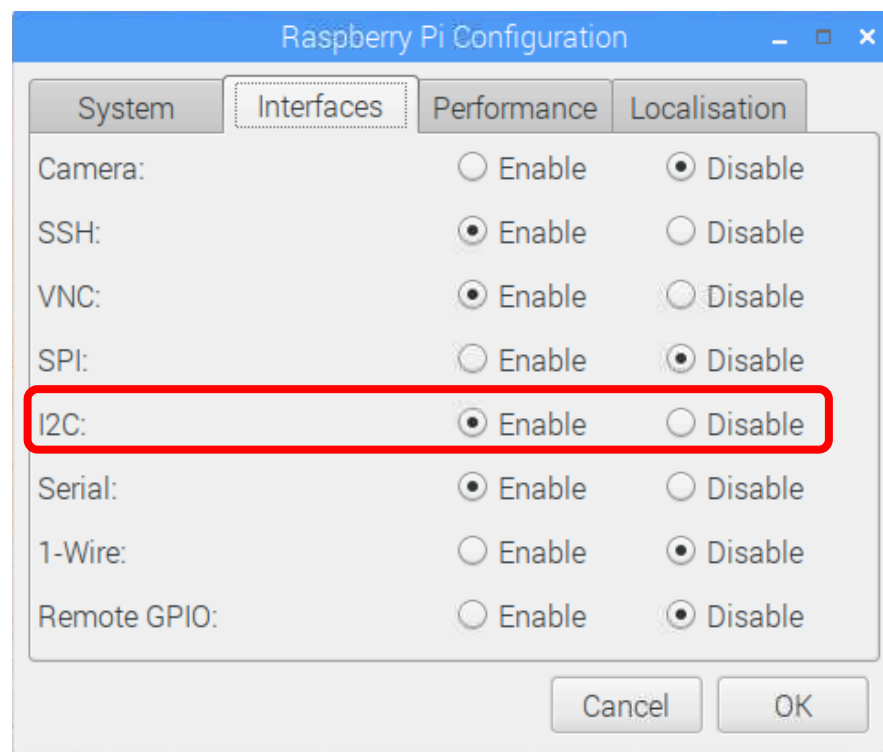 Raspberry Pi Configuration
System Interfaces Performance Localisation
Camera: Enable Disable
SSH: Enable Disable
VNC: Enable Disable
SPI: Enable Disable
I2C: Enable Disable
Serial: Enable Disable
1-Wire: Enable Disable
Remote GPIO: Enable Disable
Cancel OK